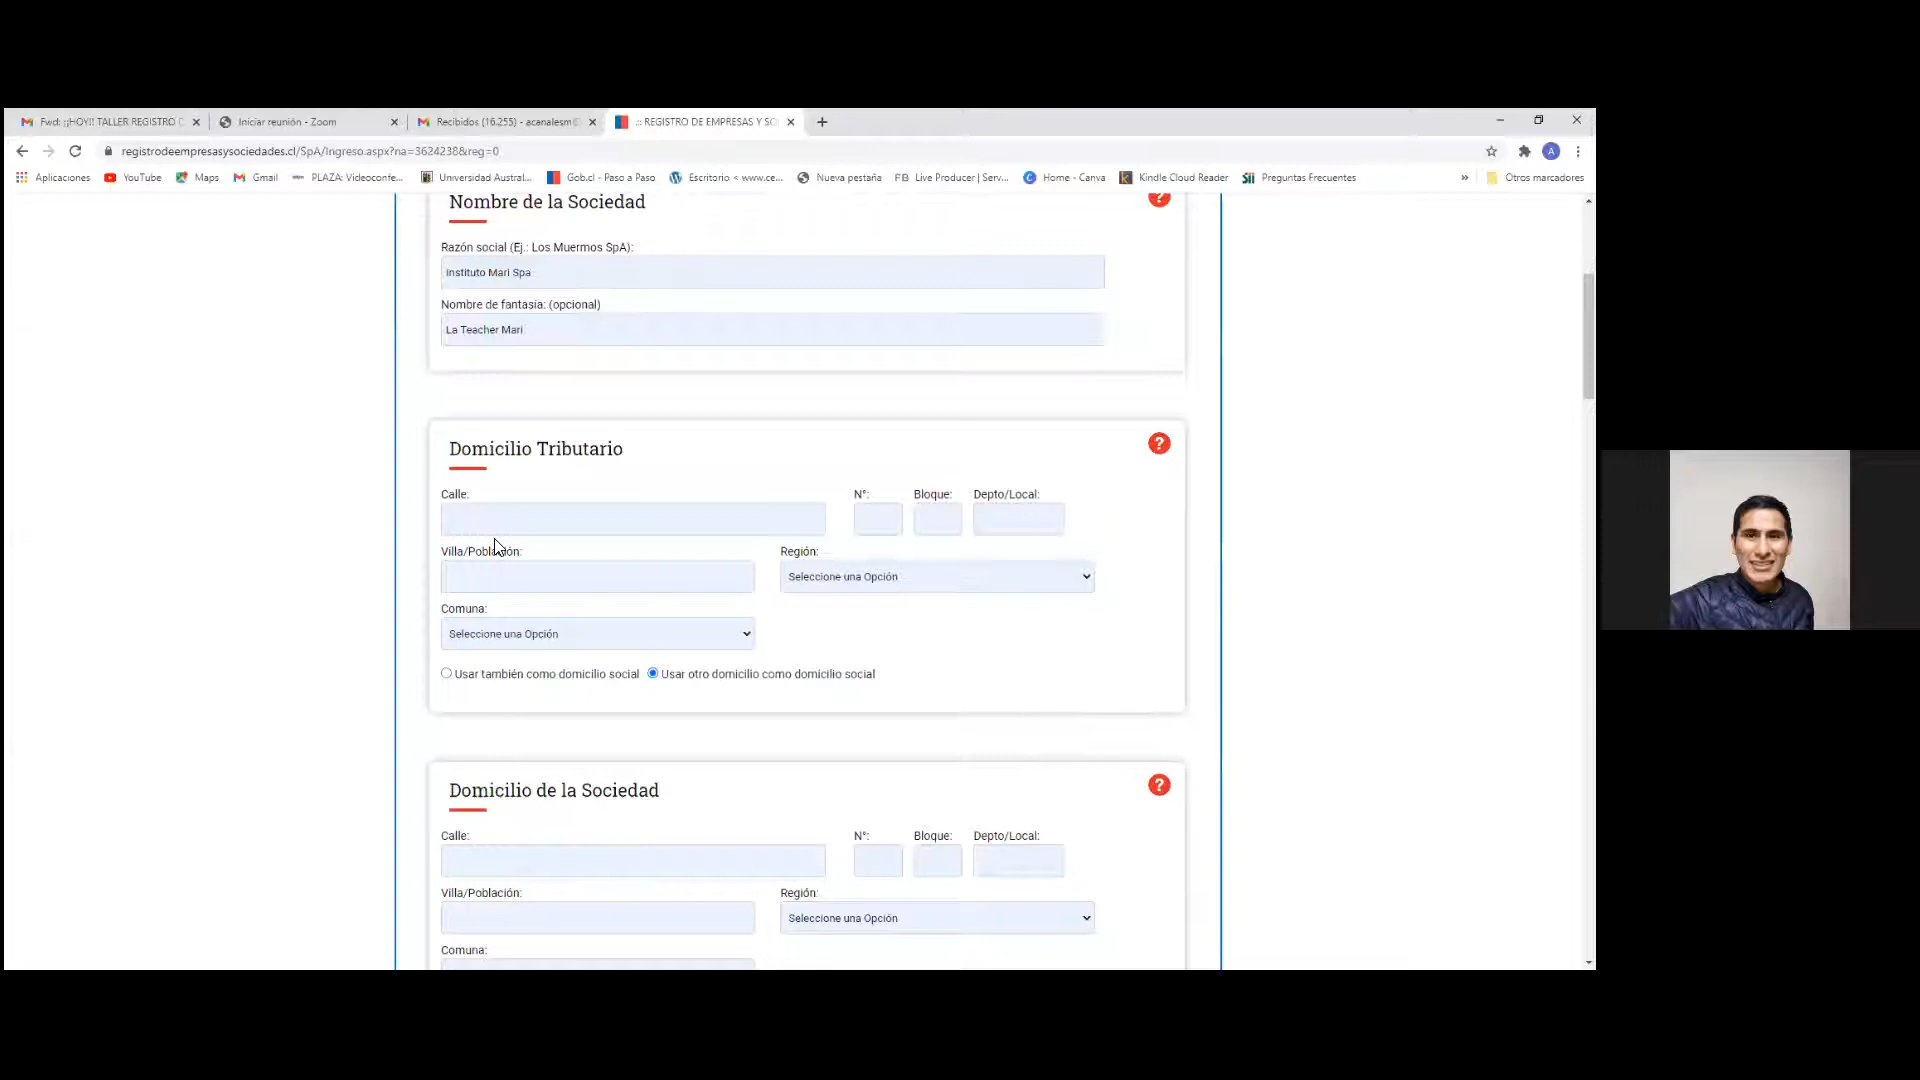 Fwd: ¡¡HOY!! TALLER REGISTRO
Iniciar reunión - Zoom
Recibidos (16.255) - acanalesm
.:: REGISTRO DE EMPRESAS Y SO
registrodeempresasysociedades.cl/SpA/Ingreso.aspx?na=3624238&reg=0
A
Aplicaciones
YouTube
Maps
Gmail
PLAZA: Videoconfe...
Universidad Austral...
Gob.cl - Paso a Paso
Escritorio < www.ce...
Nueva pestaña
FB Live Producer | Serv...
Home - Canva
Kindle Cloud Reader
Sii Preguntas Frecuentes
»
Otros marcadores
Nombre de la Sociedad
?
Razón social (Ej.: Los Muermos SpA):
Instituto Mari Spa
Nombre de fantasía: (opcional)
La Teacher Mari
Domicilio Tributario
?
Calle: N°: Bloque: Depto/Local:
Villa/Población: Región:
Seleccione una Opción
Comuna:
Seleccione una Opción
Usar también como domicilio social Usar otro domicilio como domicilio social
Domicilio de la Sociedad
?
Calle: N°: Bloque: Depto/Local:
Villa/Población: Región:
Seleccione una Opción
Comuna: